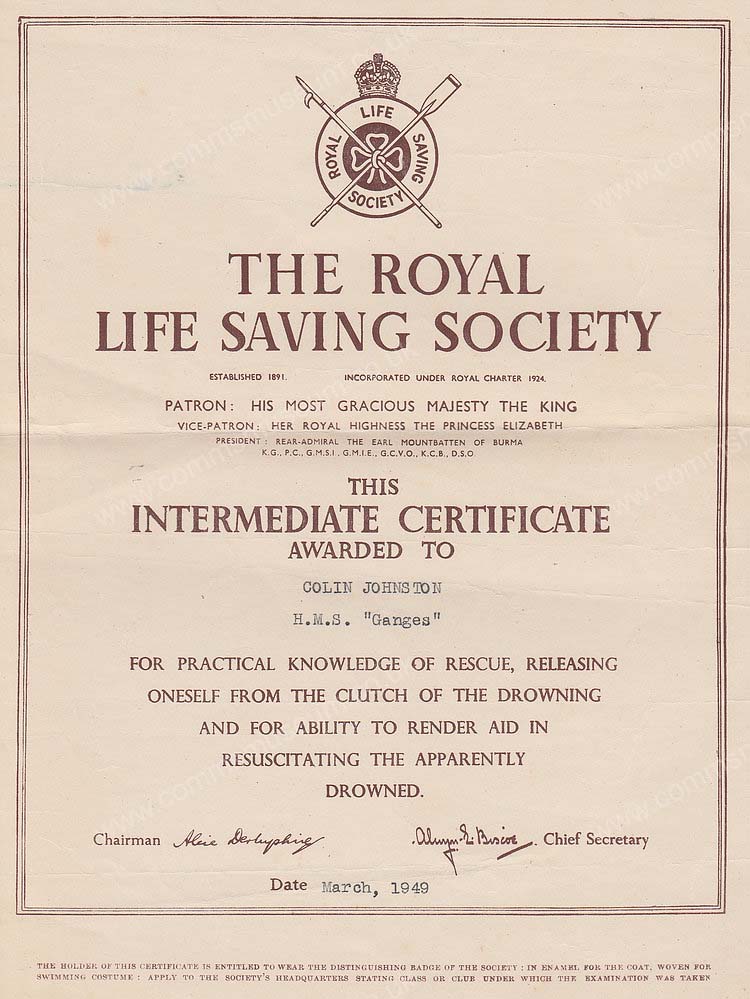 LIFE
ROYAL
SAVING
SOCIETY
THE ROYAL
LIFE SAVING SOCIETY
ESTABLISHED 1891. INCORPORATED UNDER ROYAL CHARTER 1924.
PATRON: HIS MOST GRACIOUS MAJESTY THE KING
VICE-PATRON: HER ROYAL HIGHNESS THE PRINCESS ELIZABETH
PRESIDENT: REAR-ADMIRAL THE EARL MOUNTBATTEN OF BURMA
K.G., P.C., G.M.S.I., G.M.I.E., G.C.V.O., K.C.B., D.S.O
THIS
INTERMEDIATE CERTIFICATE
AWARDED TO
COLIN JOHNSTON
H.M.S. "Ganges"
FOR PRACTICAL KNOWLEDGE OF RESCUE, RELEASING
ONESELF FROM THE CLUTCH OF THE DROWNING
AND FOR ABILITY TO RENDER AID IN
RESUSCITATING THE APPARENTLY
DROWNED.
Chairman Derbyshire Alwyn E. Biscoe. Chief Secretary
Date March, 1949
THE HOLDER OF THIS CERTIFICATE IS ENTITLED TO WEAR THE DISTINGUISHING BADGE OF THE SOCIETY: IN ENAMEL FOR THE COAT, WOVEN FOR
SWIMMING COSTUME: APPLY TO THE SOCIETY'S HEADQUARTERS STATING CLASS OR CLUB UNDER WHICH THE EXAMINATION WAS TAKEN